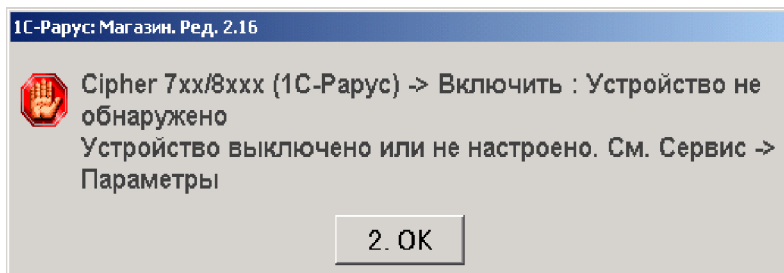 1С-Рарус: Магазин. Ред. 2.16
Cipher 7xx/8xxx (1С-Рарус) -> Включить : Устройство не
обнаружено
Устройство выключено или не настроено. См. Сервис ->
Параметры
2. OK